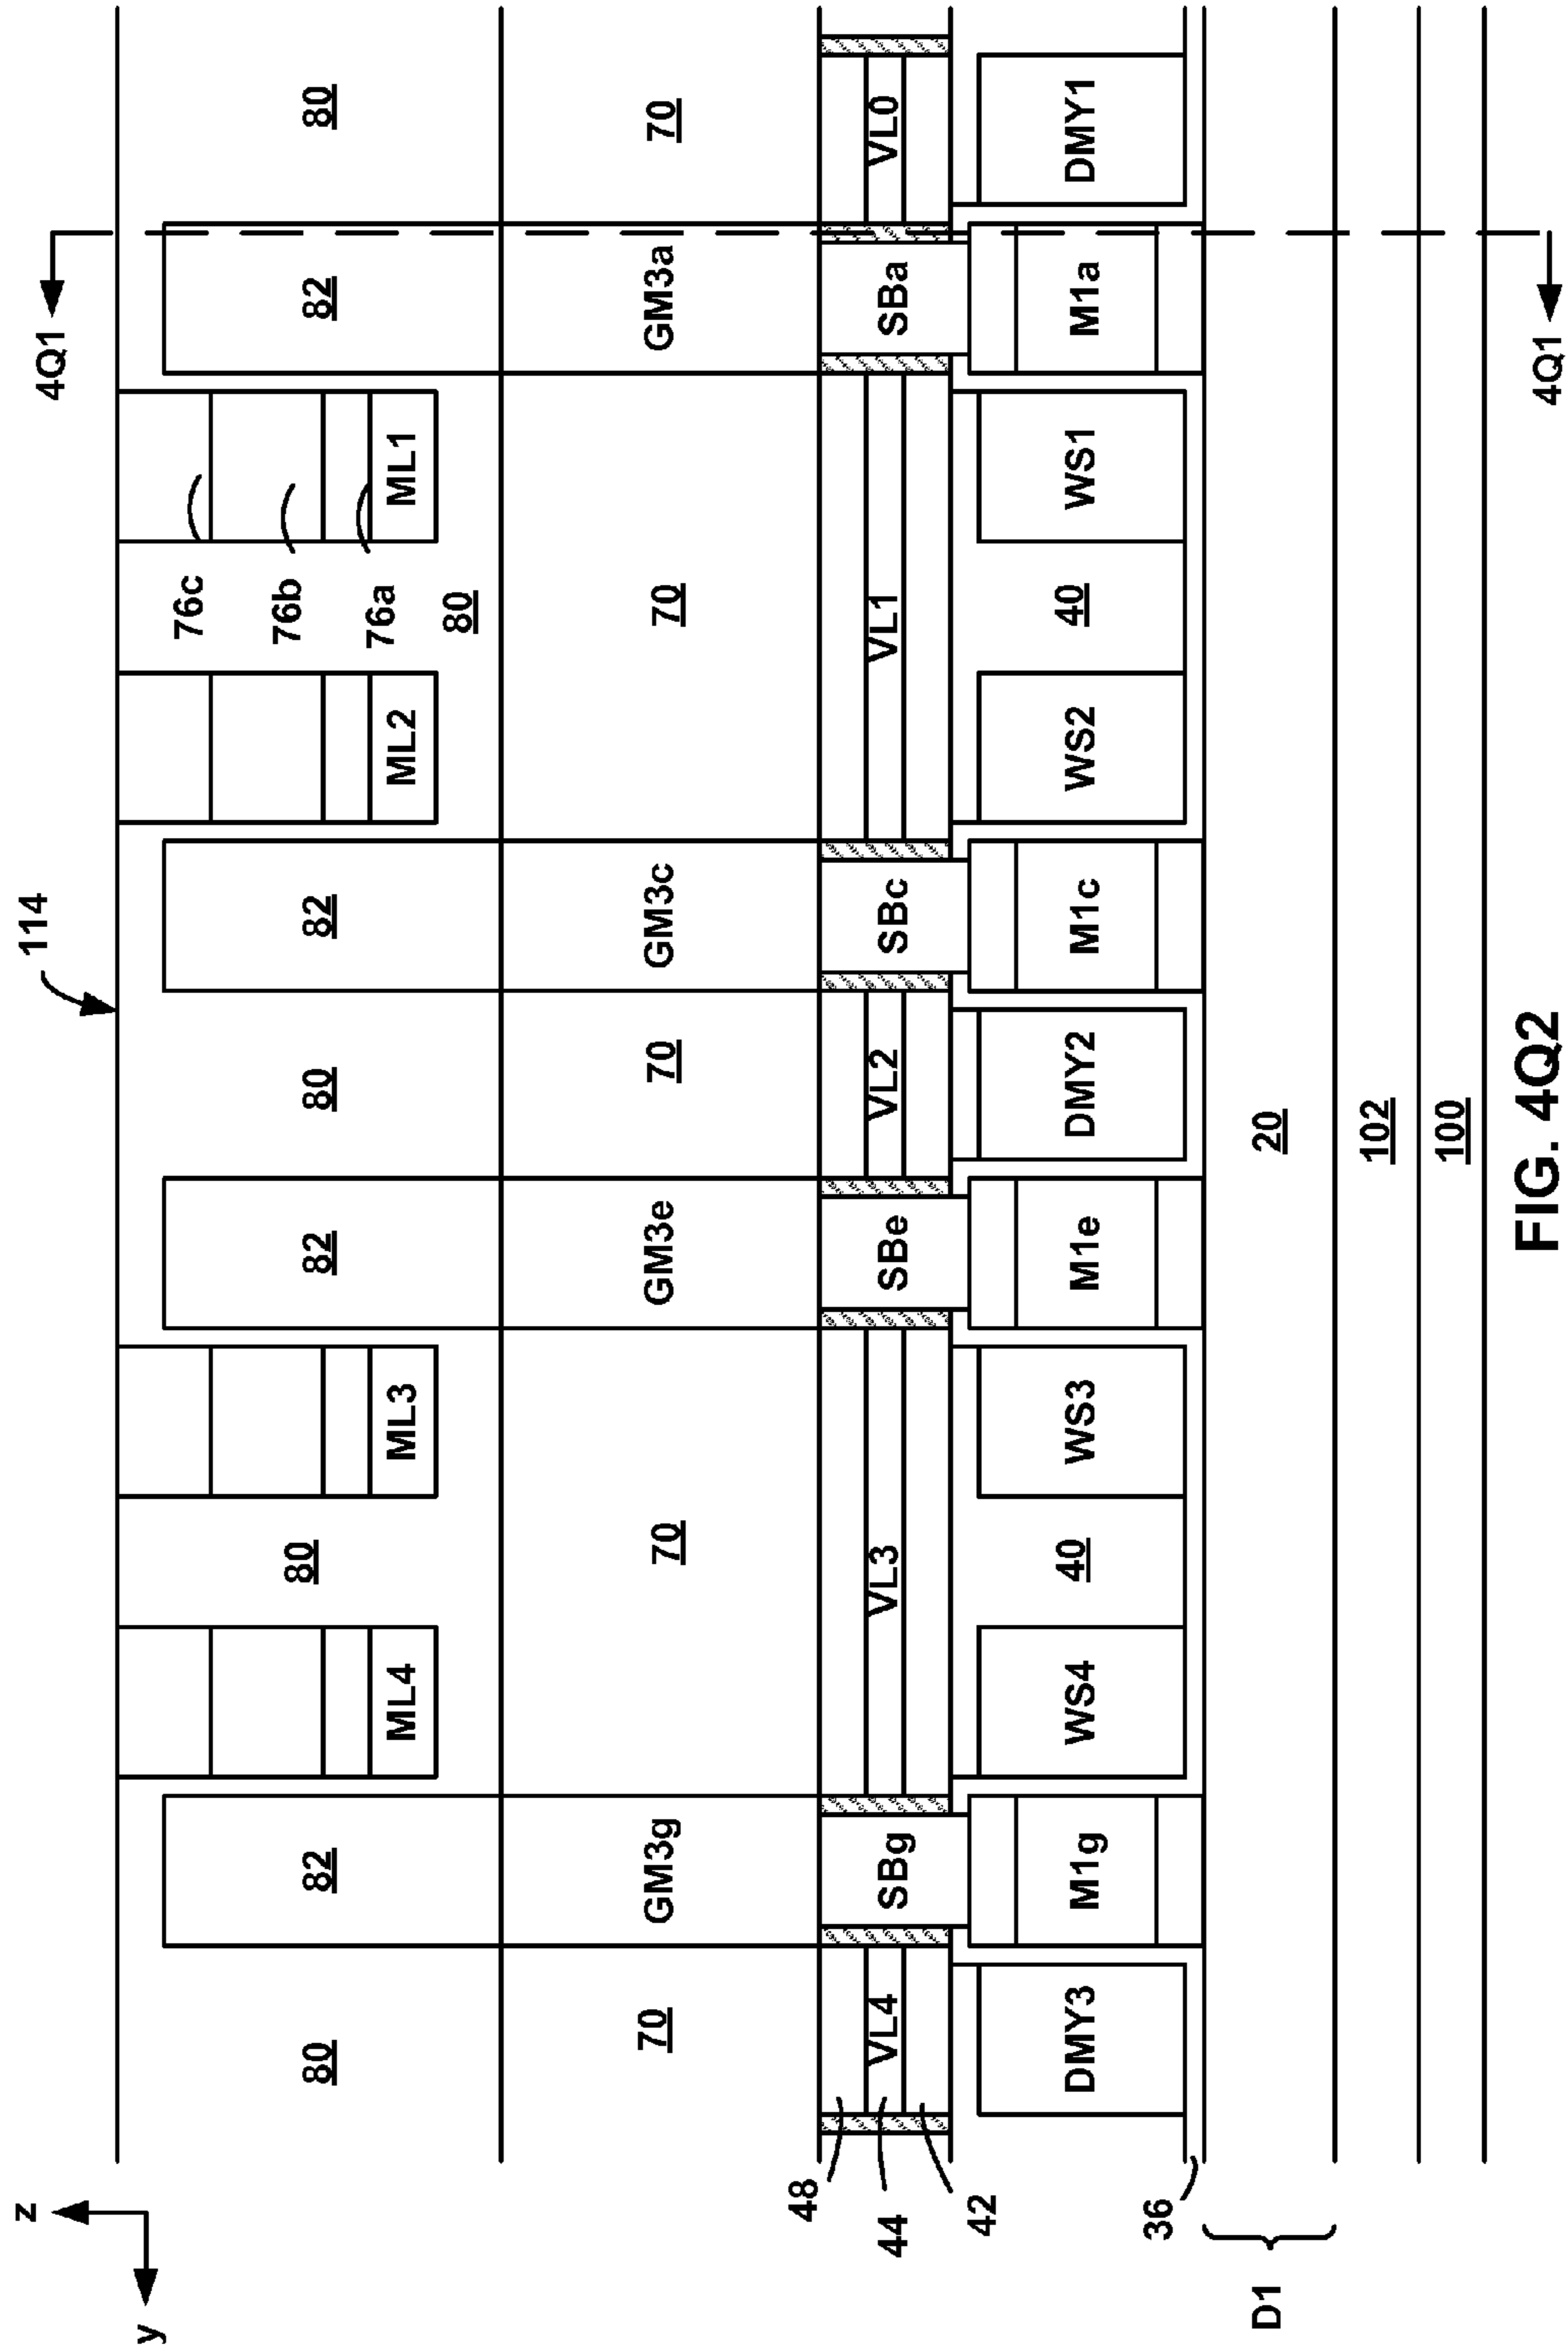 z
114
4Q1
y
76c
76b
80
82
80
82
80
82
82
80
76a
ML4
ML3
ML2
ML1
80
70
GM3g
70
GM3e
70
GM3c
70
GM3a
70
48
VL4
SBg
VL3
SBe
VL2
SBc
VL1
SBa
VL0
44
42
DMY3
M1g
WS4
40
WS3
M1e
DMY2
M1c
WS2
40
WS1
M1a
DMY1
36
D1
20
102
100
4Q1
FIG. 4Q2